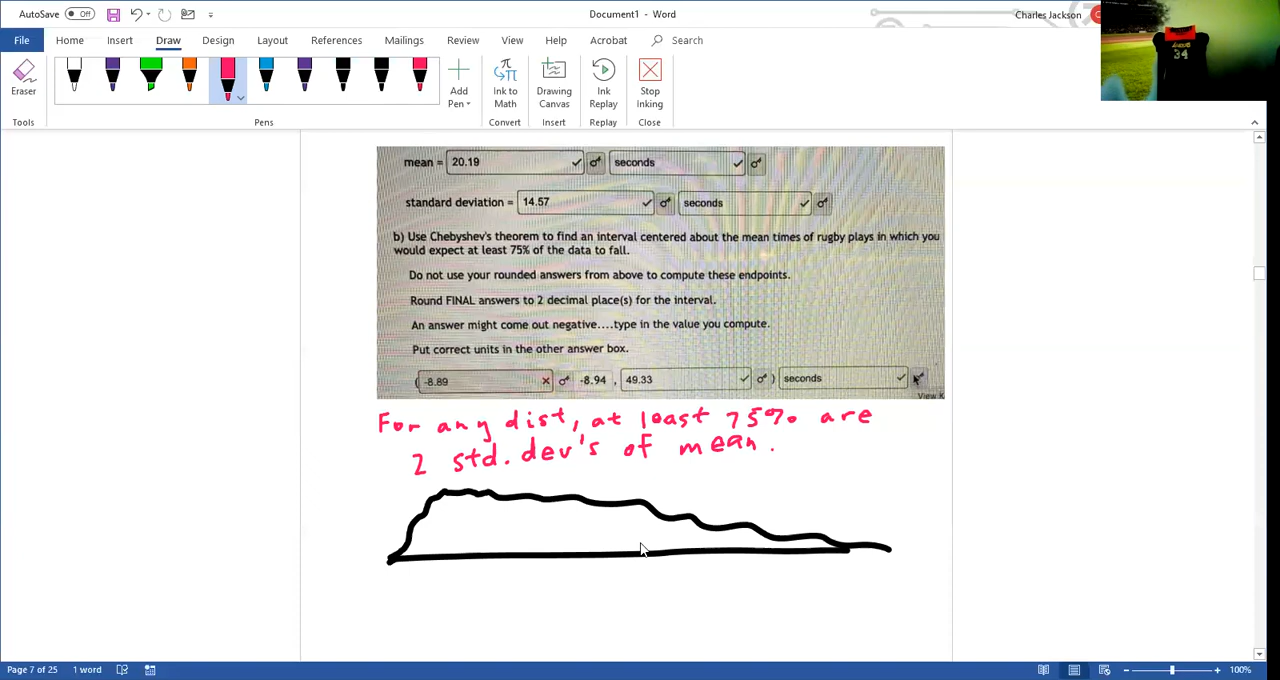 AutoSave Off
Document1 - Word
Charles Jackson
File Home Insert Draw Design Layout References Mailings Review View Help Acrobat Search
34
Eraser
Add Pen
Ink to Math
Drawing Canvas
Ink Replay
Stop Inking
Tools Pens Convert Insert Replay Close
mean = 20.19 seconds
standard deviation = 14.57 seconds
b) Use Chebyshev's theorem to find an interval centered about the mean times of rugby plays in which you
would expect at least 75% of the data to fall.
Do not use your rounded answers from above to compute these endpoints.
Round FINAL answers to 2 decimal place(s) for the interval.
An answer might come out negative....type in the value you compute.
Put correct units in the other answer box.
( -8.89 -8.94 , 49.33 ) seconds
For any dist, at least 75% are
2 std. dev's of mean.
Page 7 of 25 1 word 100%